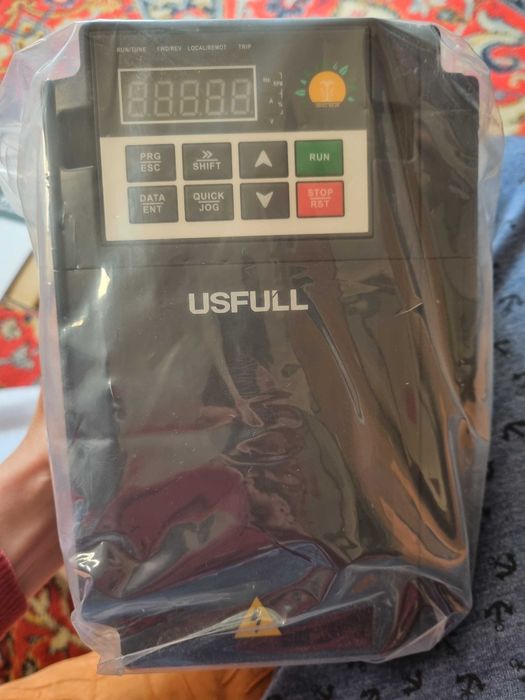 RUN/TUNE FWD/REV LOCAL/REMOT TRIP
PRG
ESC
SHIFT
RUN
DATA
ENT
QUICK
JOG
STOP
RST
USFULL